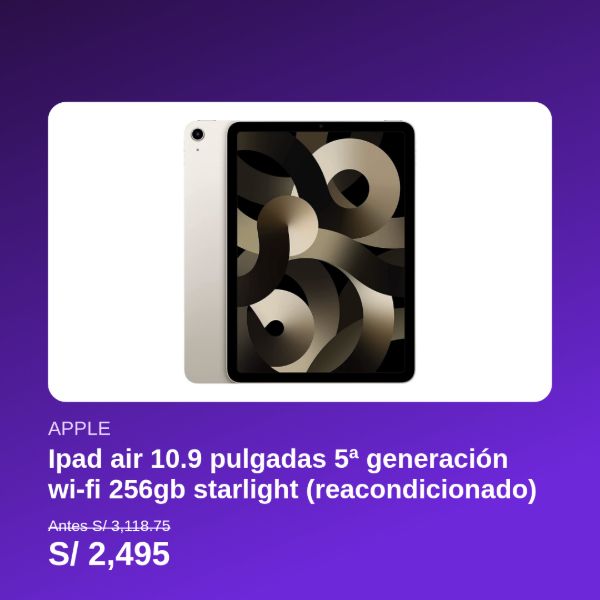 APPLE
Ipad air 10.9 pulgadas 5ª generación
wi-fi 256gb starlight (reacondicionado)
Antes S/ 3,118.75
S/ 2,495